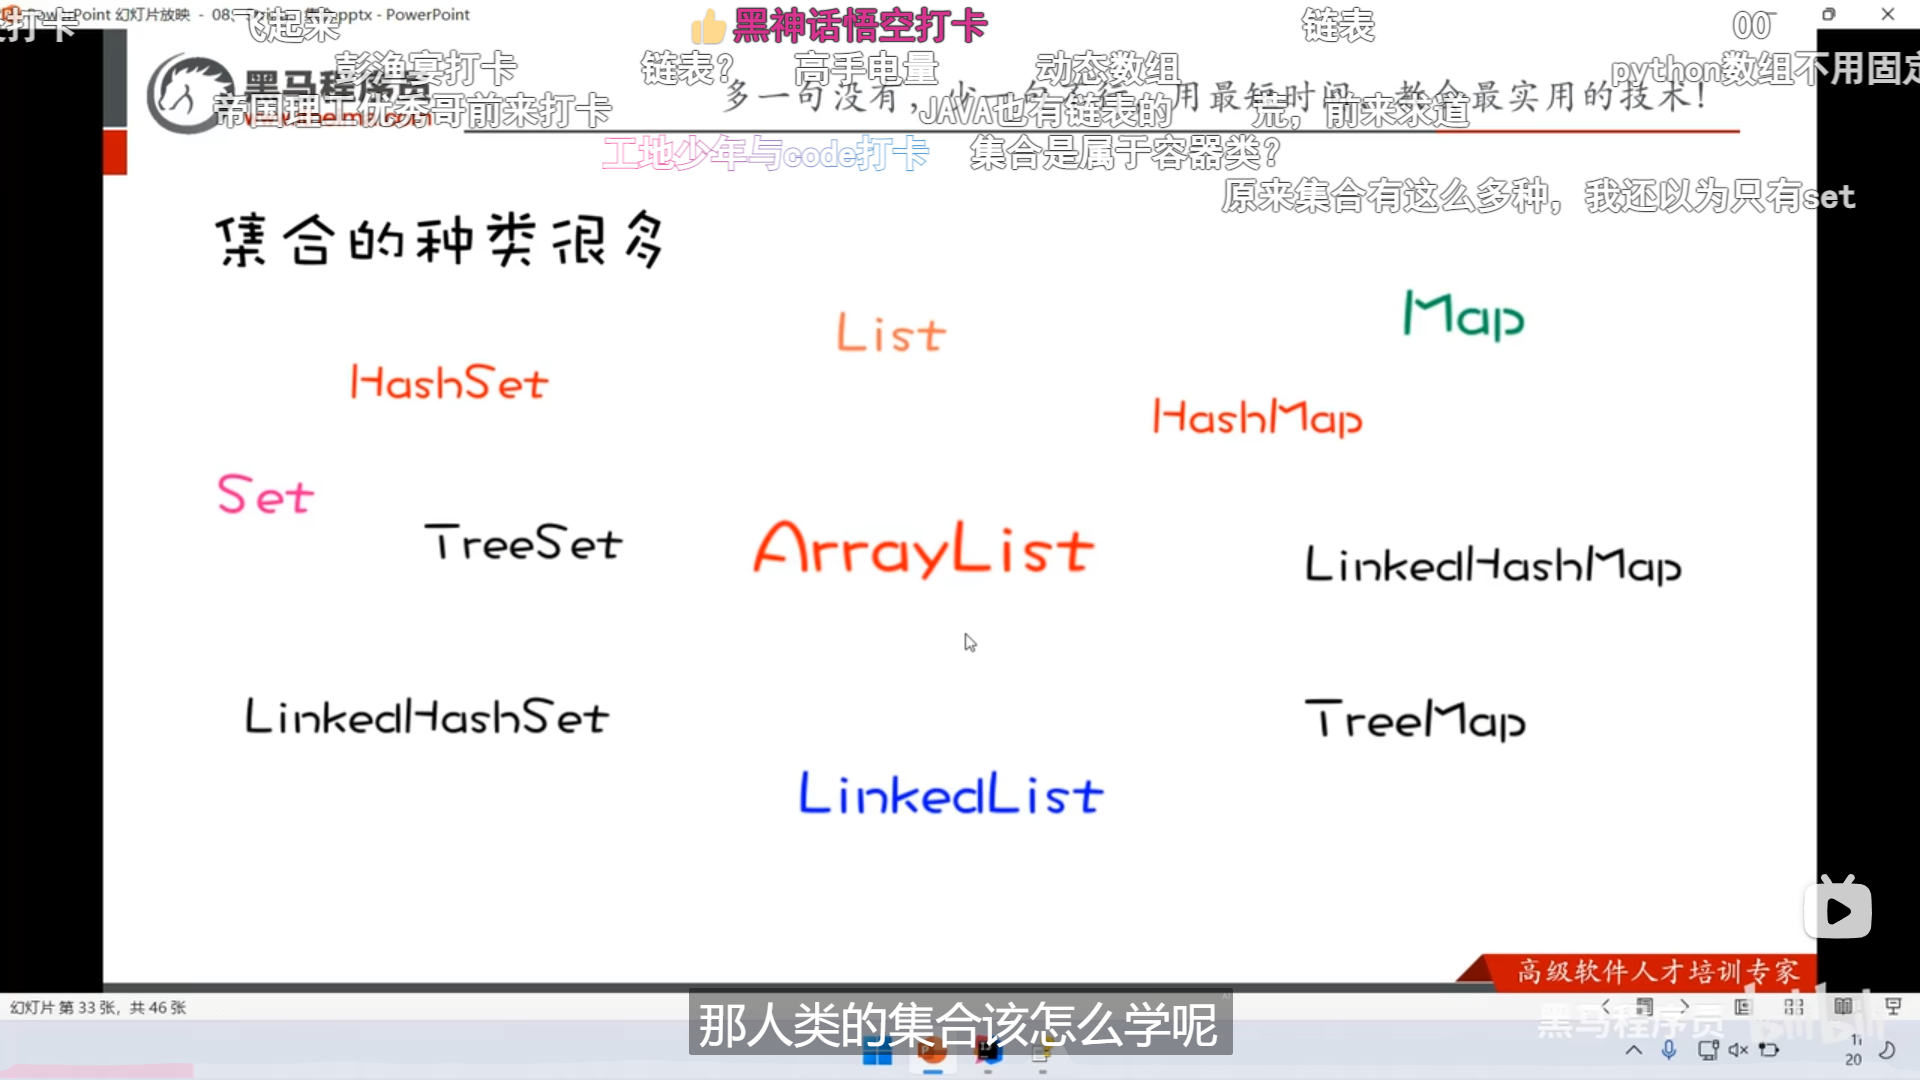 PowerPoint 幻灯片放映 - 08. pptx - PowerPoint
打卡
飞起来
黑神话悟空打卡
链表
00
彭渔宴打卡
链表?
高手电量
动态数组
python数组不用固定
黑马程序员
帝国理工优秀哥前来打卡
JAVA也有链表的
前来求道
多一句没有,少一句不行,用最短时间,教会最实用的技术!
工地少年与code打卡
集合是属于容器类?
原来集合有这么多种,我还以为只有set
集合的种类很多
List
Map
HashSet
HashMap
Set
TreeSet
ArrayList
LinkedHashMap
LinkedHashSet
TreeMap
LinkedList
高级软件人才培训专家
幻灯片 第 33 张,共 46 张
那人类的集合该怎么学呢
黑马程序员
bilibili
20